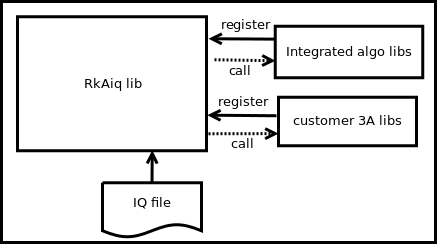 register
Integrated algo libs
RkAiq lib
call
register
customer 3A libs
call
IQ file